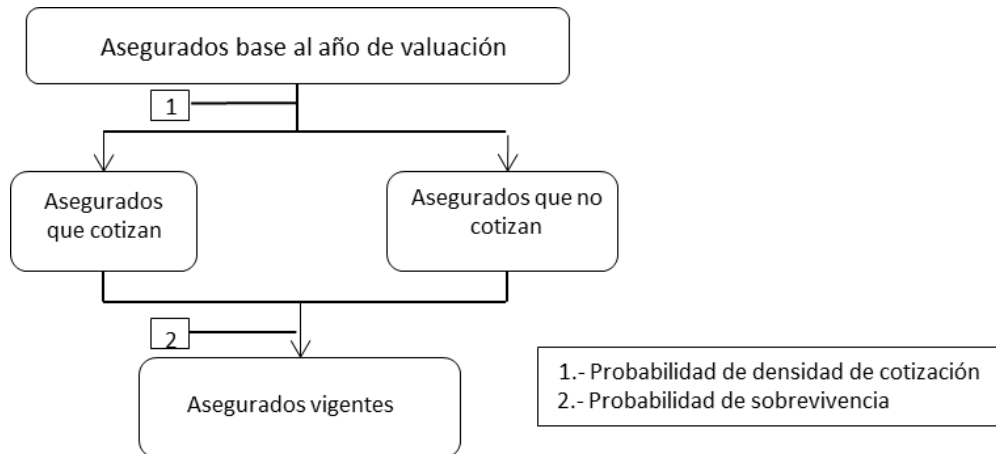 Asegurados base al año de valuación
1
Asegurados
que cotizan
Asegurados que no
cotizan
2
Asegurados vigentes
1.- Probabilidad de densidad de cotización
2.- Probabilidad de sobrevivencia